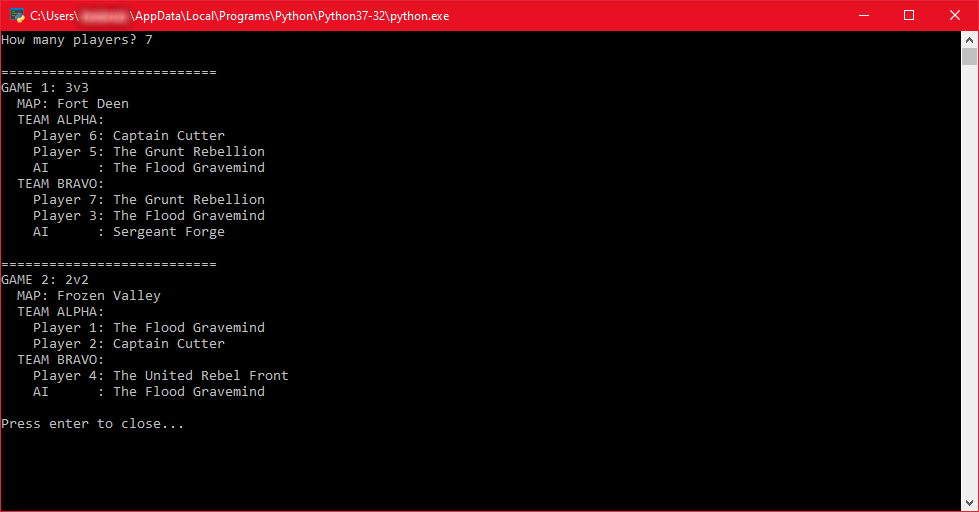 C:\Users\ \AppData\Local\Programs\Python\Python37-32\python.exe
How many players? 7
===========================
GAME 1: 3v3
  MAP: Fort Deen
  TEAM ALPHA:
    Player 6: Captain Cutter
    Player 5: The Grunt Rebellion
    AI      : The Flood Gravemind
  TEAM BRAVO:
    Player 7: The Grunt Rebellion
    Player 3: The Flood Gravemind
    AI      : Sergeant Forge
===========================
GAME 2: 2v2
  MAP: Frozen Valley
  TEAM ALPHA:
    Player 1: The Flood Gravemind
    Player 2: Captain Cutter
  TEAM BRAVO:
    Player 4: The United Rebel Front
    AI      : The Flood Gravemind
Press enter to close...